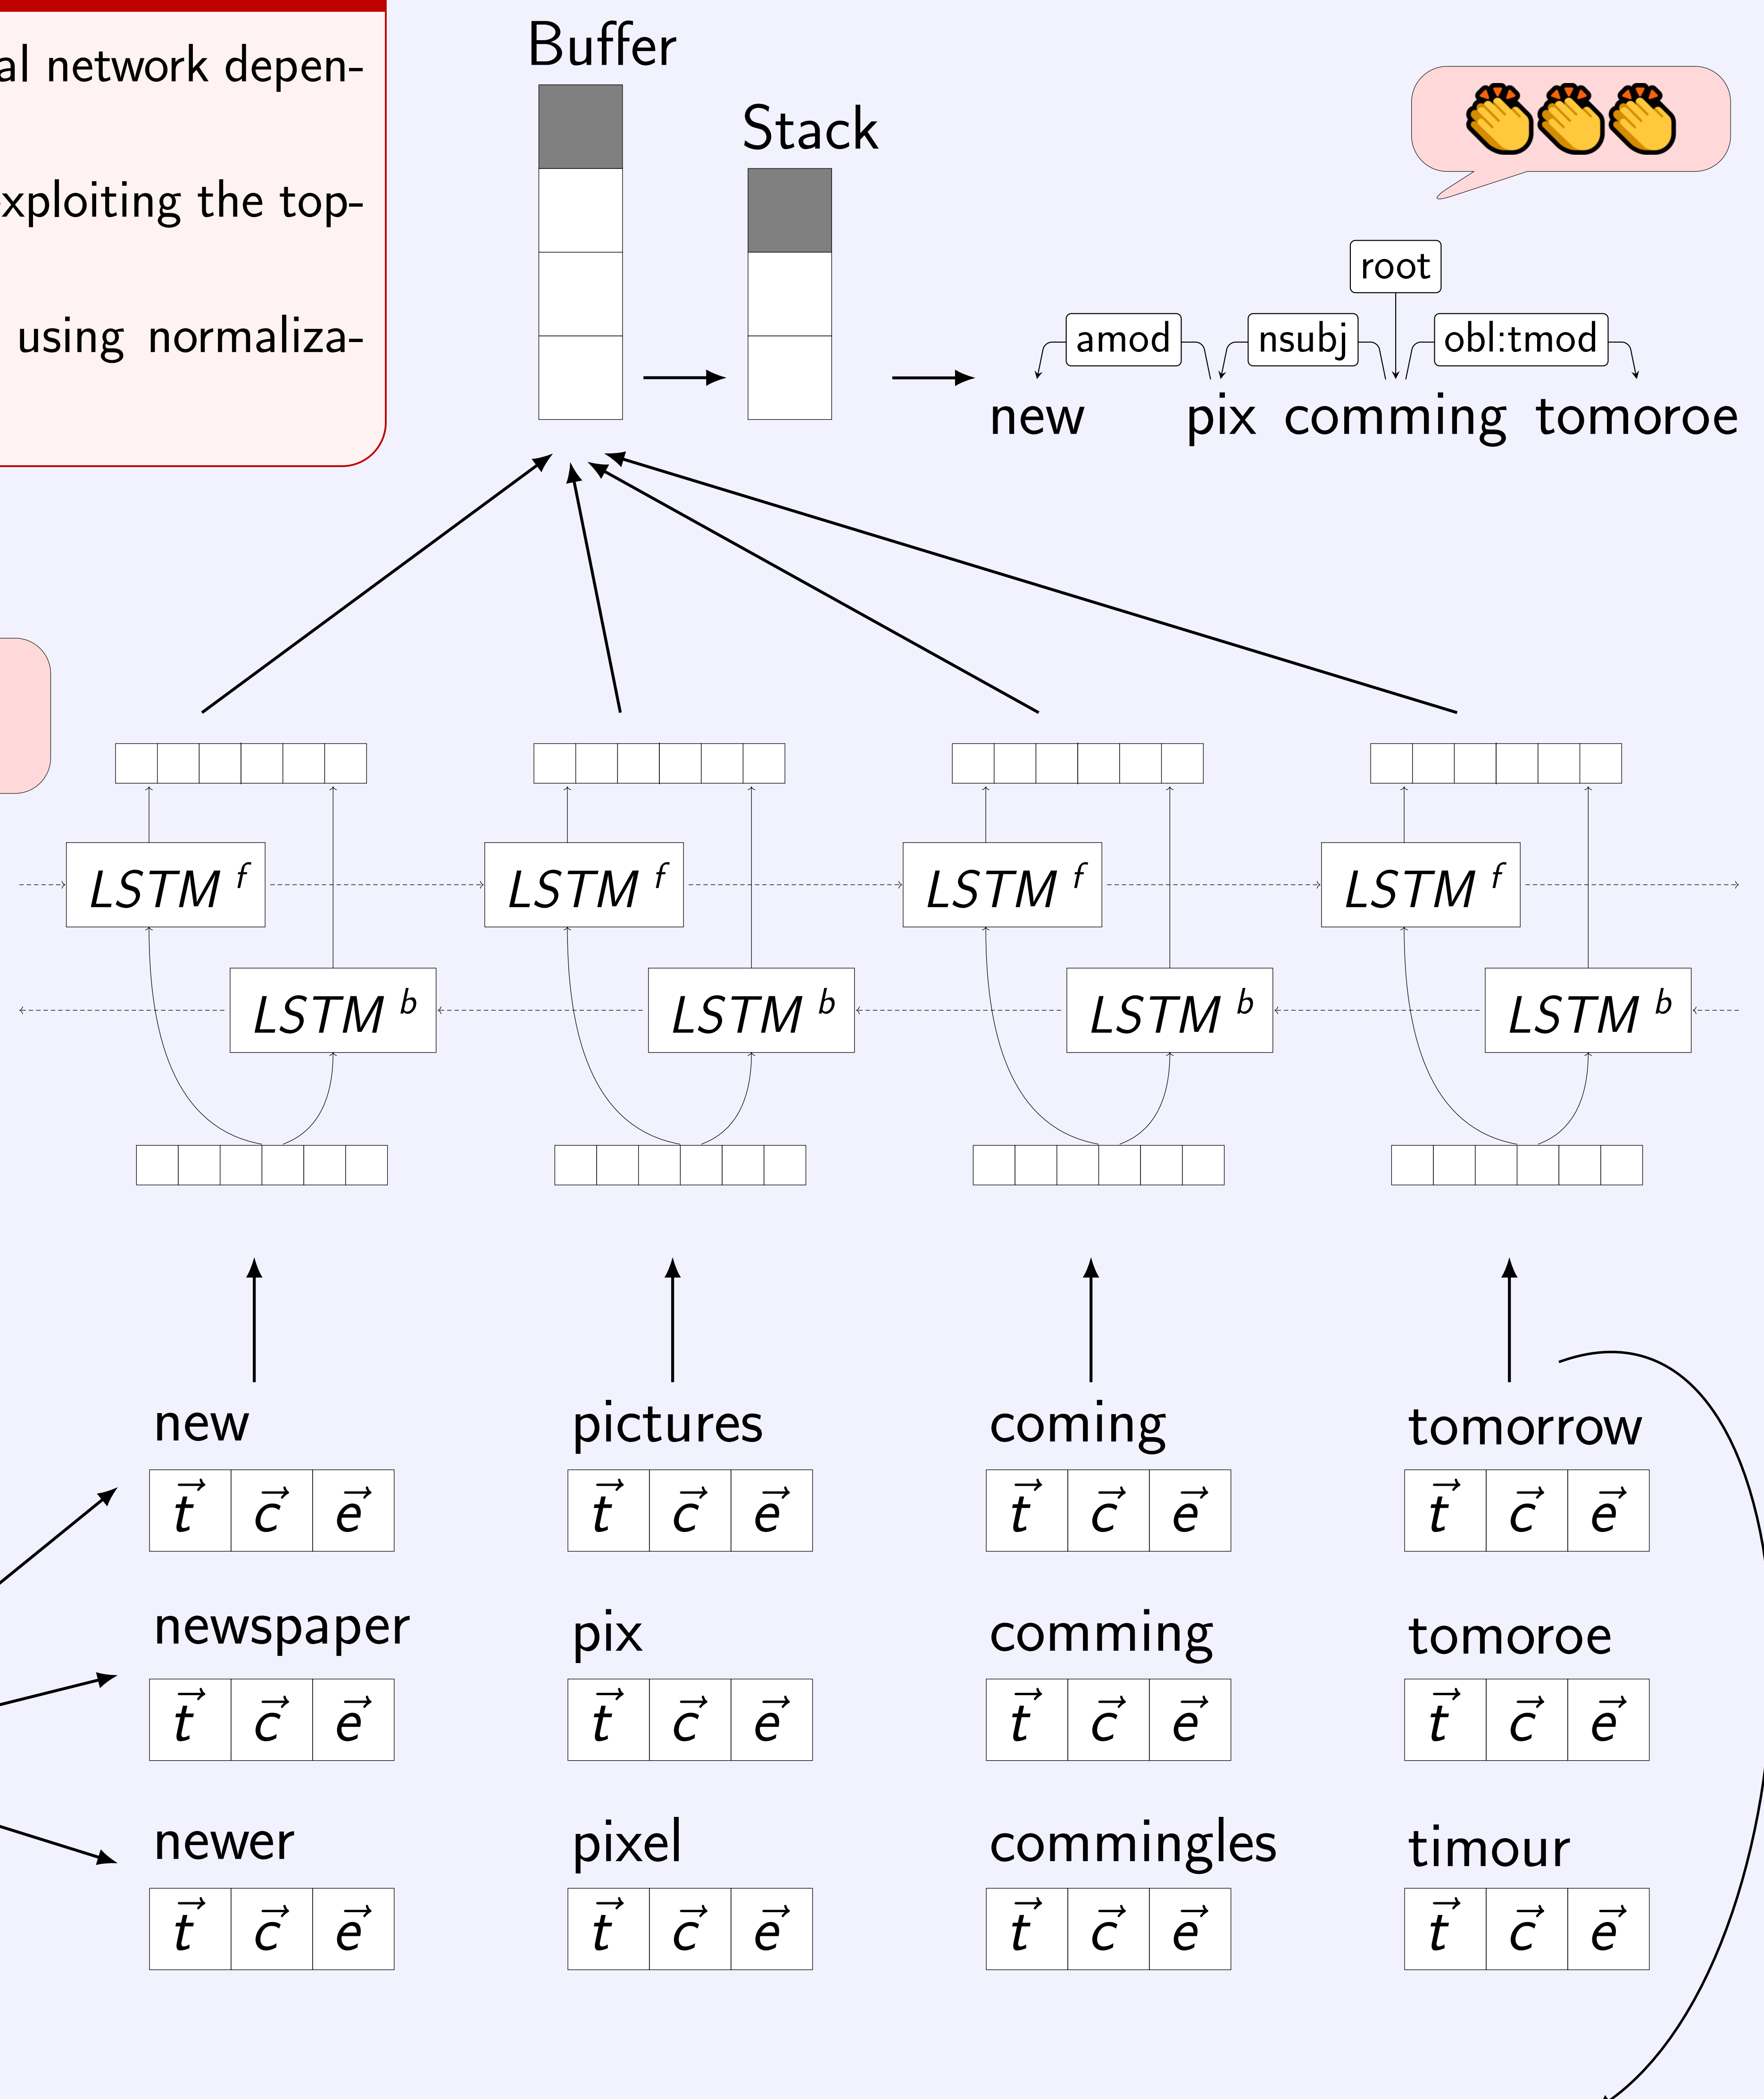 al network depen-
xploiting the top-
using normaliza-
Buffer
Stack
root
amod nsubj obl:tmod
new pix comming tomoroe
LSTM f LSTM f LSTM f LSTM f
LSTM b LSTM b LSTM b LSTM b
new pictures coming tomorrow
t⃗ c⃗ e⃗ t⃗ c⃗ e⃗ t⃗ c⃗ e⃗ t⃗ c⃗ e⃗
newspaper pix comming tomoroe
t⃗ c⃗ e⃗ t⃗ c⃗ e⃗ t⃗ c⃗ e⃗ t⃗ c⃗ e⃗
newer pixel commingles timour
t⃗ c⃗ e⃗ t⃗ c⃗ e⃗ t⃗ c⃗ e⃗ t⃗ c⃗ e⃗